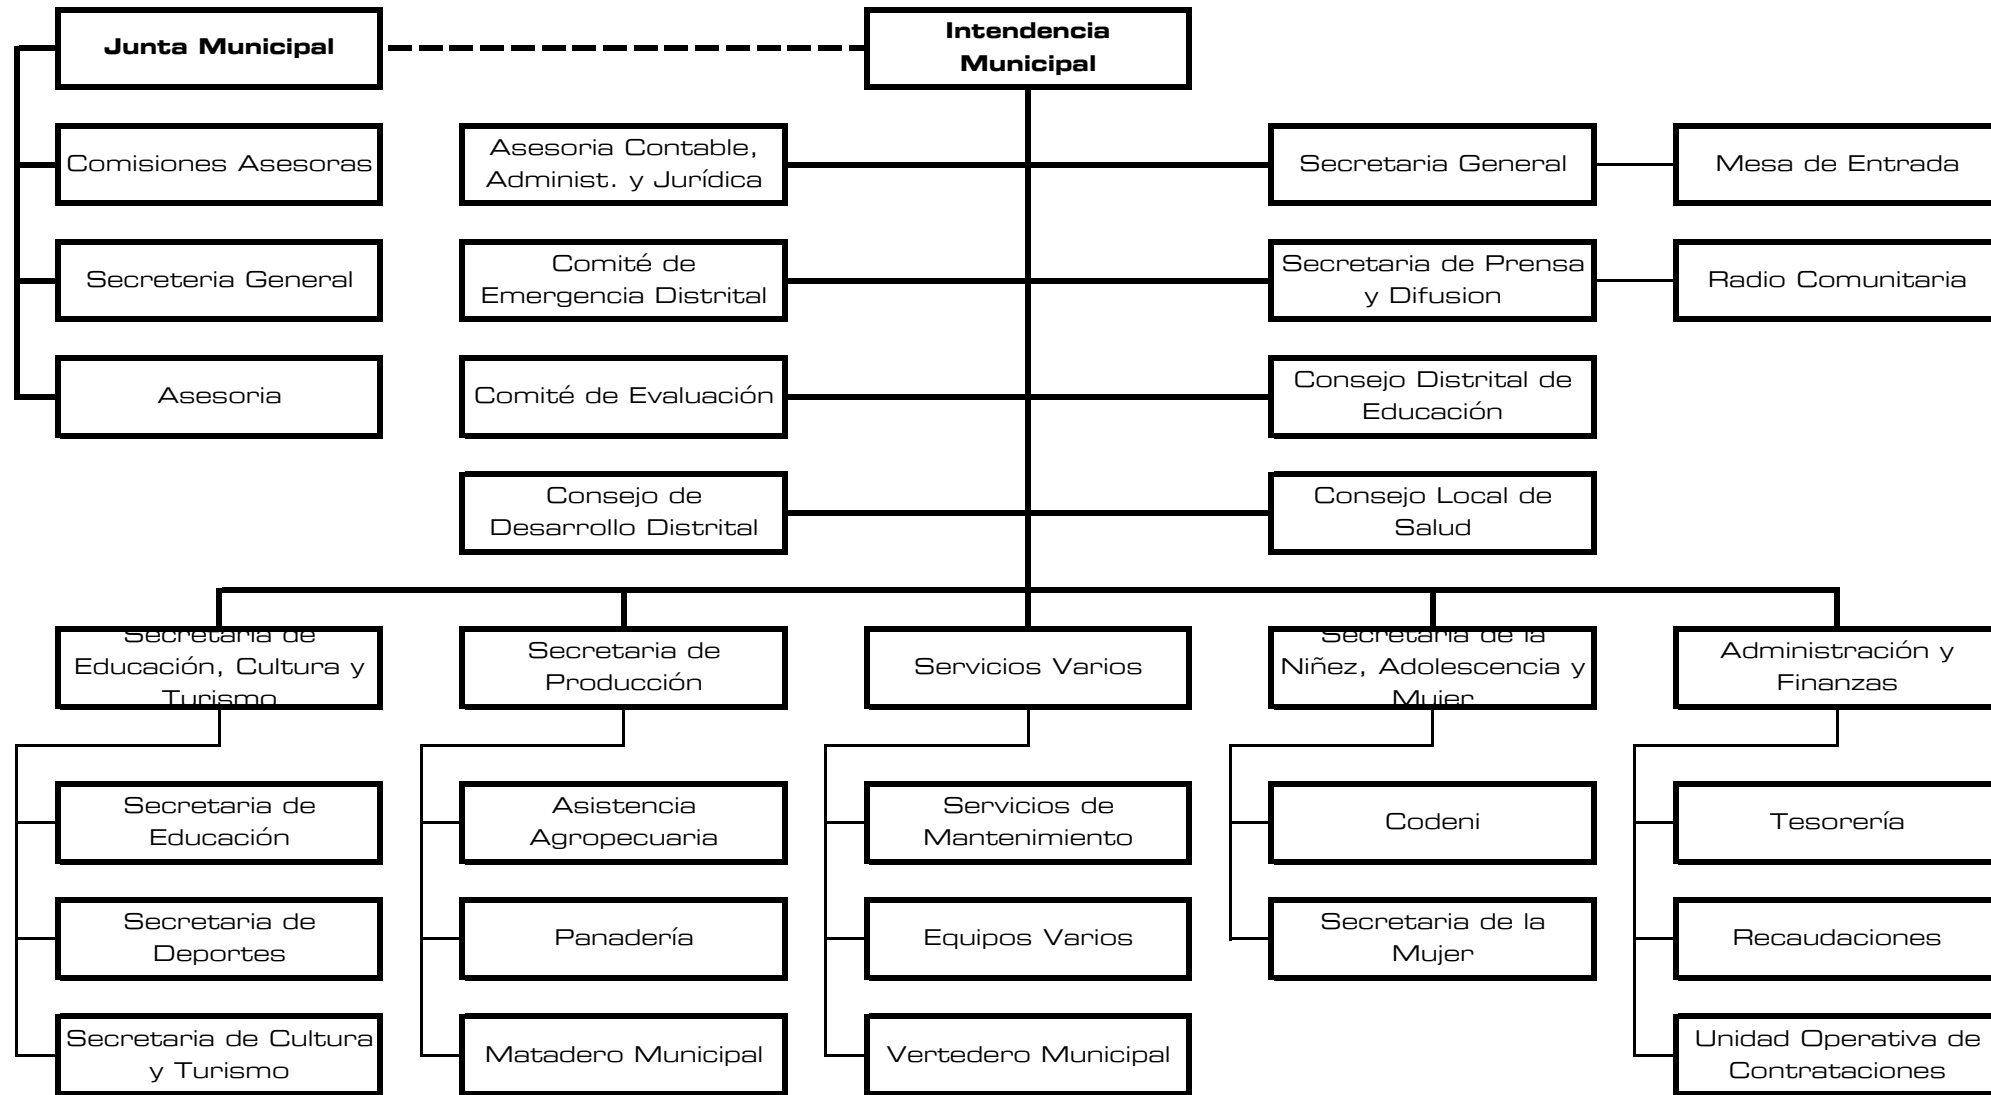 Junta Municipal
Intendencia
Municipal
Comisiones Asesoras
Asesoria Contable,
Administ. y Jurídica
Secretaria General
Mesa de Entrada
Secreteria General
Comité de
Emergencia Distrital
Secretaria de Prensa
y Difusion
Radio Comunitaria
Asesoria
Comité de Evaluación
Consejo Distrital de
Educación
Consejo de
Desarrollo Distrital
Consejo Local de
Salud
Secretaria de
Educación, Cultura y
Turismo
Secretaria de
Producción
Servicios Varios
Secretaria de la
Niñez, Adolescencia y
Mujer
Administración y
Finanzas
Secretaria de
Educación
Asistencia
Agropecuaria
Servicios de
Mantenimiento
Codeni
Tesorería
Secretaria de
Deportes
Panadería
Equipos Varios
Secretaria de la
Mujer
Recaudaciones
Secretaria de Cultura
y Turismo
Matadero Municipal
Vertedero Municipal
Unidad Operativa de
Contrataciones